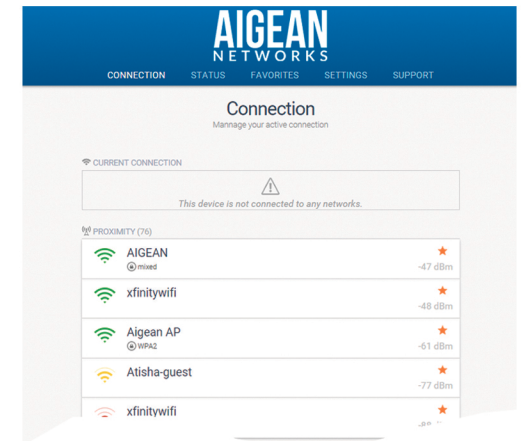 AIGEAN
NETWORKS
CONNECTION STATUS FAVORITES SETTINGS SUPPORT
Connection
Mannage your active connection
CURRENT CONNECTION
This device is not connected to any networks.
PROXIMITY (76)
AIGEAN
mixed
-47 dBm
xfinitywifi
-48 dBm
Aigean AP
WPA2
-61 dBm
Atisha-guest
-77 dBm
xfinitywifi